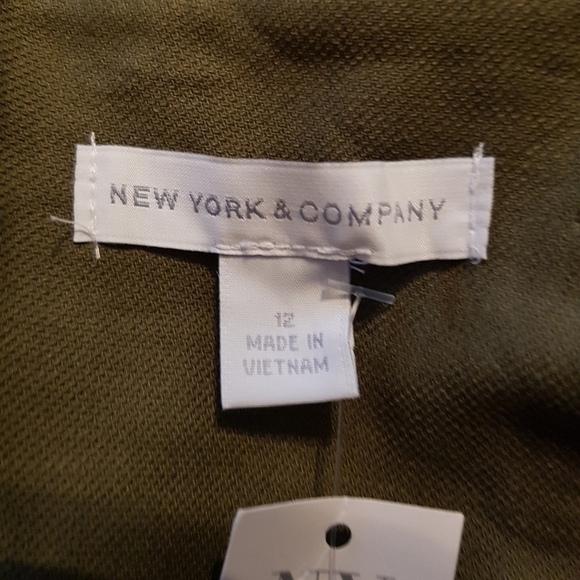 NEW YORK & COMPANY
12
MADE IN
VIETNAM